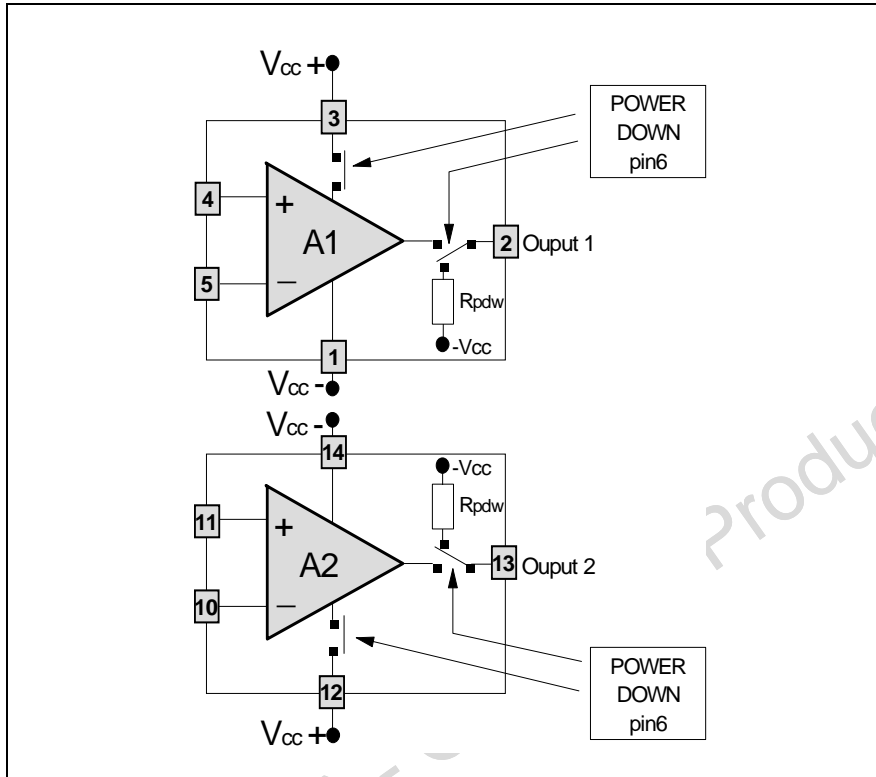 Vcc +
3
POWER
DOWN
pin6
4
+
A1
2 Ouput 1
5
−
Rpdw
-Vcc
1
Vcc -
Vcc -
14
-Vcc
Rpdw
11
+
A2
13 Ouput 2
10
−
12
POWER
DOWN
pin6
Vcc +
Produc